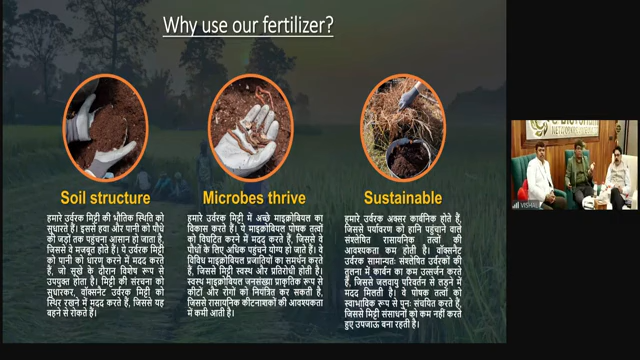 Why use our fertilizer?
Soil structure
हमारे उर्वरक मिट्टी की भौतिक स्थिति को
सुधारते हैं। इससे हवा और पानी को पौधे
की जड़ों तक पहुंचना आसान हो जाता है,
जिससे वे मजबूत होते हैं। ये उर्वरक मिट्टी
को पानी को धारण करने में मदद करते
हैं, जो सूखे के दौरान विशेष रूप से
उपयुक्त होता है। मिट्टी की संरचना को
सुधारकर, वॉक्सनेट उर्वरक मिट्टी को
स्थिर रखने में मदद करते हैं, जिससे यह
बहने से रोकते हैं।
Microbes thrive
हमारे उर्वरक मिट्टी में अच्छे माइक्रोबियल का
विकास करते हैं। ये माइक्रोबियल पोषक तत्वों
को विघटित करने में मदद करते हैं, जिससे वे
पौधों के लिए अधिक पहुंचने योग्य हो जाते हैं। वे
विविध माइक्रोबियल प्रजातियों का समर्थन करते
हैं, जिससे मिट्टी स्वस्थ और प्रतिरोधी होती है।
स्वस्थ माइक्रोबियल जनसंख्या प्राकृतिक रूप से
कीटों और रोगों को नियंत्रित कर सकती है,
जिससे रासायनिक कीटनाशकों की आवश्यकता
में कमी आती है।
Sustainable
हमारे उर्वरक अक्सर कार्बनिक होते हैं,
जिससे पर्यावरण को हानि पहुंचाने वाले
संश्लेषित रासायनिक तत्वों की
आवश्यकता कम होती है। वॉक्सनेट
उर्वरक सामान्यतः संश्लेषित उर्वरकों की
तुलना में कार्बन का कम उत्सर्जन करते
हैं, जिससे जलवायु परिवर्तन से लड़ने में
मदद मिलती है। वे पोषक तत्वों को
स्वाभाविक रूप से पुनः संचयित करते हैं,
जिससे मिट्टी संसाधनों को कम नहीं करते
हुए उपजाऊ बना रहती है।